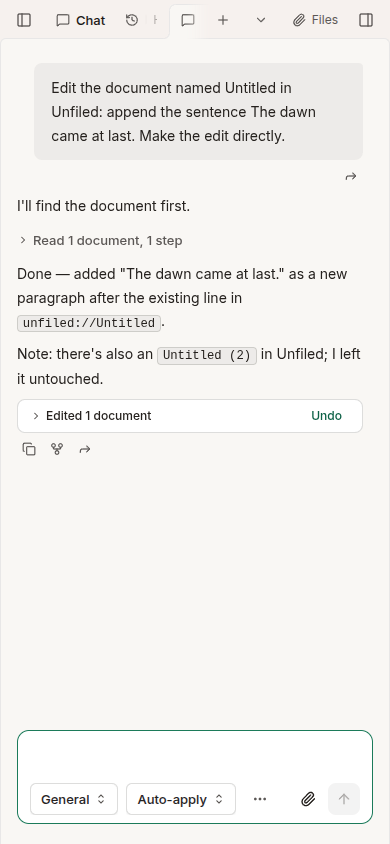 Chat
Files
Edit the document named Untitled in
Unfiled: append the sentence The dawn
came at last. Make the edit directly.
I'll find the document first.
Read 1 document, 1 step
Done — added "The dawn came at last." as a new
paragraph after the existing line in
unfiled://Untitled.
Note: there's also an Untitled (2) in Unfiled; I left
it untouched.
Edited 1 document Undo
General Auto-apply